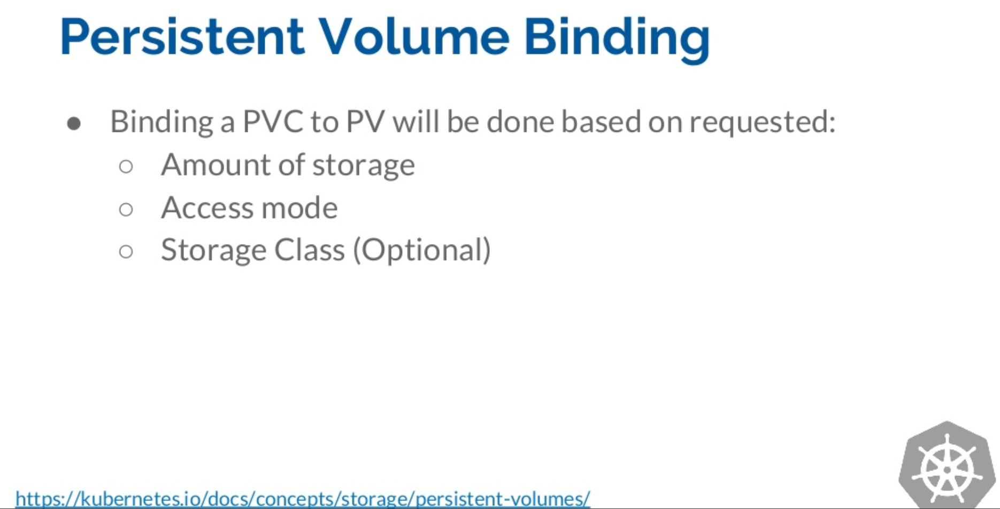 Persistent Volume Binding
● Binding a PVC to PV will be done based on requested:
○ Amount of storage
○ Access mode
○ Storage Class (Optional)
https://kubernetes.io/docs/concepts/storage/persistent-volumes/